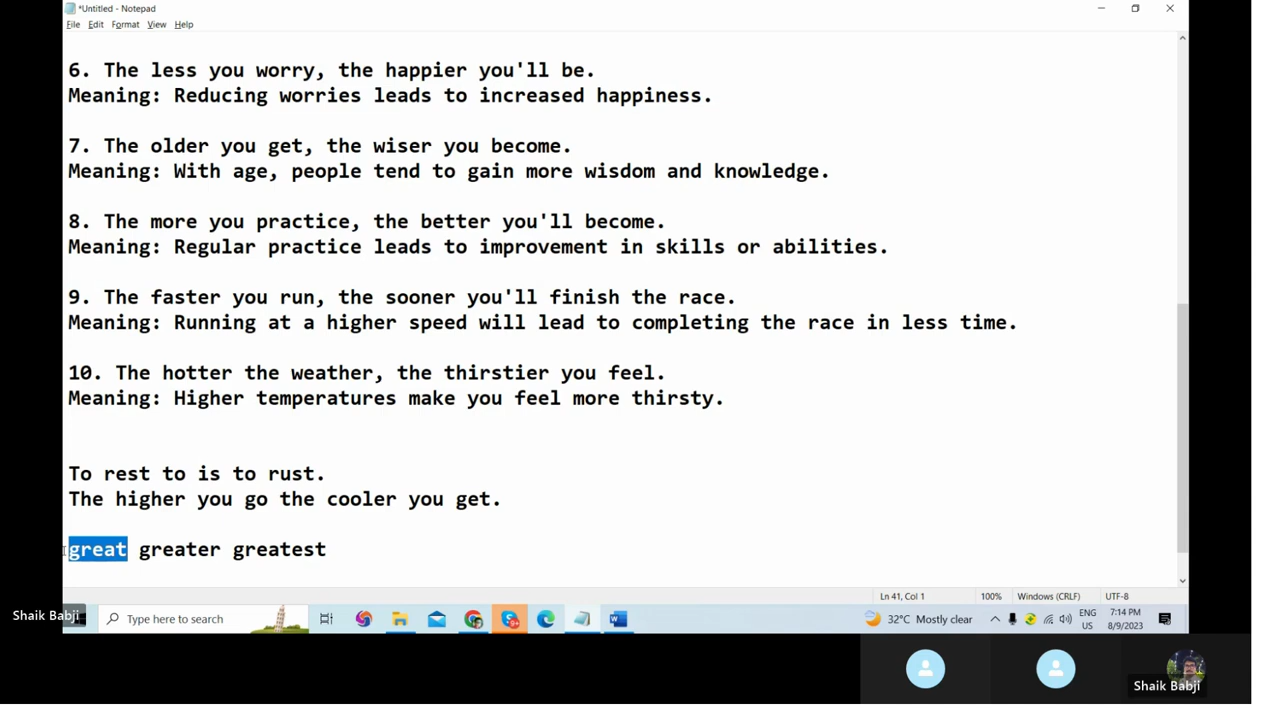 *Untitled - Notepad
File Edit Format View Help
6. The less you worry, the happier you'll be.
Meaning: Reducing worries leads to increased happiness.
7. The older you get, the wiser you become.
Meaning: With age, people tend to gain more wisdom and knowledge.
8. The more you practice, the better you'll become.
Meaning: Regular practice leads to improvement in skills or abilities.
9. The faster you run, the sooner you'll finish the race.
Meaning: Running at a higher speed will lead to completing the race in less time.
10. The hotter the weather, the thirstier you feel.
Meaning: Higher temperatures make you feel more thirsty.
To rest to is to rust.
The higher you go the cooler you get.
great greater greatest
Ln 41, Col 1 100% Windows (CRLF) UTF-8
Shaik Babji
Type here to search
32°C Mostly clear
ENG
US
7:14 PM
8/9/2023
Shaik Babji